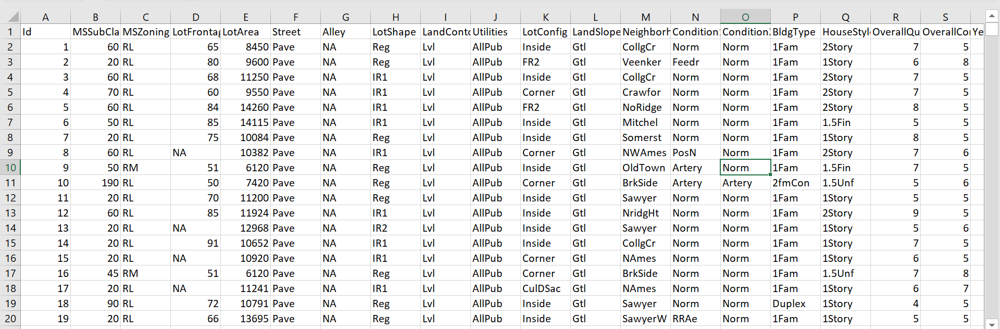 A B C D E F G H I J K L M N O P Q R S
1 Id MSSubCla MSZoning LotFrontag LotArea Street Alley LotShape LandConto Utilities LotConfig LandSlope Neighborh Condition1 Condition2 BldgType HouseStyle OverallQu OverallCon Ye
2 1 60 RL 65 8450 Pave NA Reg Lvl AllPub Inside Gtl CollgCr Norm Norm 1Fam 2Story 7 5
3 2 20 RL 80 9600 Pave NA Reg Lvl AllPub FR2 Gtl Veenker Feedr Norm 1Fam 1Story 6 8
4 3 60 RL 68 11250 Pave NA IR1 Lvl AllPub Inside Gtl CollgCr Norm Norm 1Fam 2Story 7 5
5 4 70 RL 60 9550 Pave NA IR1 Lvl AllPub Corner Gtl Crawfor Norm Norm 1Fam 2Story 7 5
6 5 60 RL 84 14260 Pave NA IR1 Lvl AllPub FR2 Gtl NoRidge Norm Norm 1Fam 2Story 8 5
7 6 50 RL 85 14115 Pave NA IR1 Lvl AllPub Inside Gtl Mitchel Norm Norm 1Fam 1.5Fin 5 5
8 7 20 RL 75 10084 Pave NA Reg Lvl AllPub Inside Gtl Somerst Norm Norm 1Fam 1Story 8 5
9 8 60 RL NA 10382 Pave NA IR1 Lvl AllPub Corner Gtl NWAmes PosN Norm 1Fam 2Story 7 6
10 9 50 RM 51 6120 Pave NA Reg Lvl AllPub Inside Gtl OldTown Artery Norm 1Fam 1.5Fin 7 5
11 10 190 RL 50 7420 Pave NA Reg Lvl AllPub Corner Gtl BrkSide Artery Artery 2fmCon 1.5Unf 5 6
12 11 20 RL 70 11200 Pave NA Reg Lvl AllPub Inside Gtl Sawyer Norm Norm 1Fam 1Story 5 5
13 12 60 RL 85 11924 Pave NA IR1 Lvl AllPub Inside Gtl NridgHt Norm Norm 1Fam 2Story 9 5
14 13 20 RL NA 12968 Pave NA IR2 Lvl AllPub Inside Gtl Sawyer Norm Norm 1Fam 1Story 5 6
15 14 20 RL 91 10652 Pave NA IR1 Lvl AllPub Inside Gtl CollgCr Norm Norm 1Fam 1Story 7 5
16 15 20 RL NA 10920 Pave NA IR1 Lvl AllPub Corner Gtl NAmes Norm Norm 1Fam 1Story 6 5
17 16 45 RM 51 6120 Pave NA Reg Lvl AllPub Corner Gtl BrkSide Norm Norm 1Fam 1.5Unf 7 8
18 17 20 RL NA 11241 Pave NA IR1 Lvl AllPub CulDSac Gtl NAmes Norm Norm 1Fam 1Story 6 7
19 18 90 RL 72 10791 Pave NA Reg Lvl AllPub Inside Gtl Sawyer Norm Norm Duplex 1Story 4 5
20 19 20 RL 66 13695 Pave NA Reg Lvl AllPub Inside Gtl SawyerW RRAe Norm 1Fam 1Story 5 5